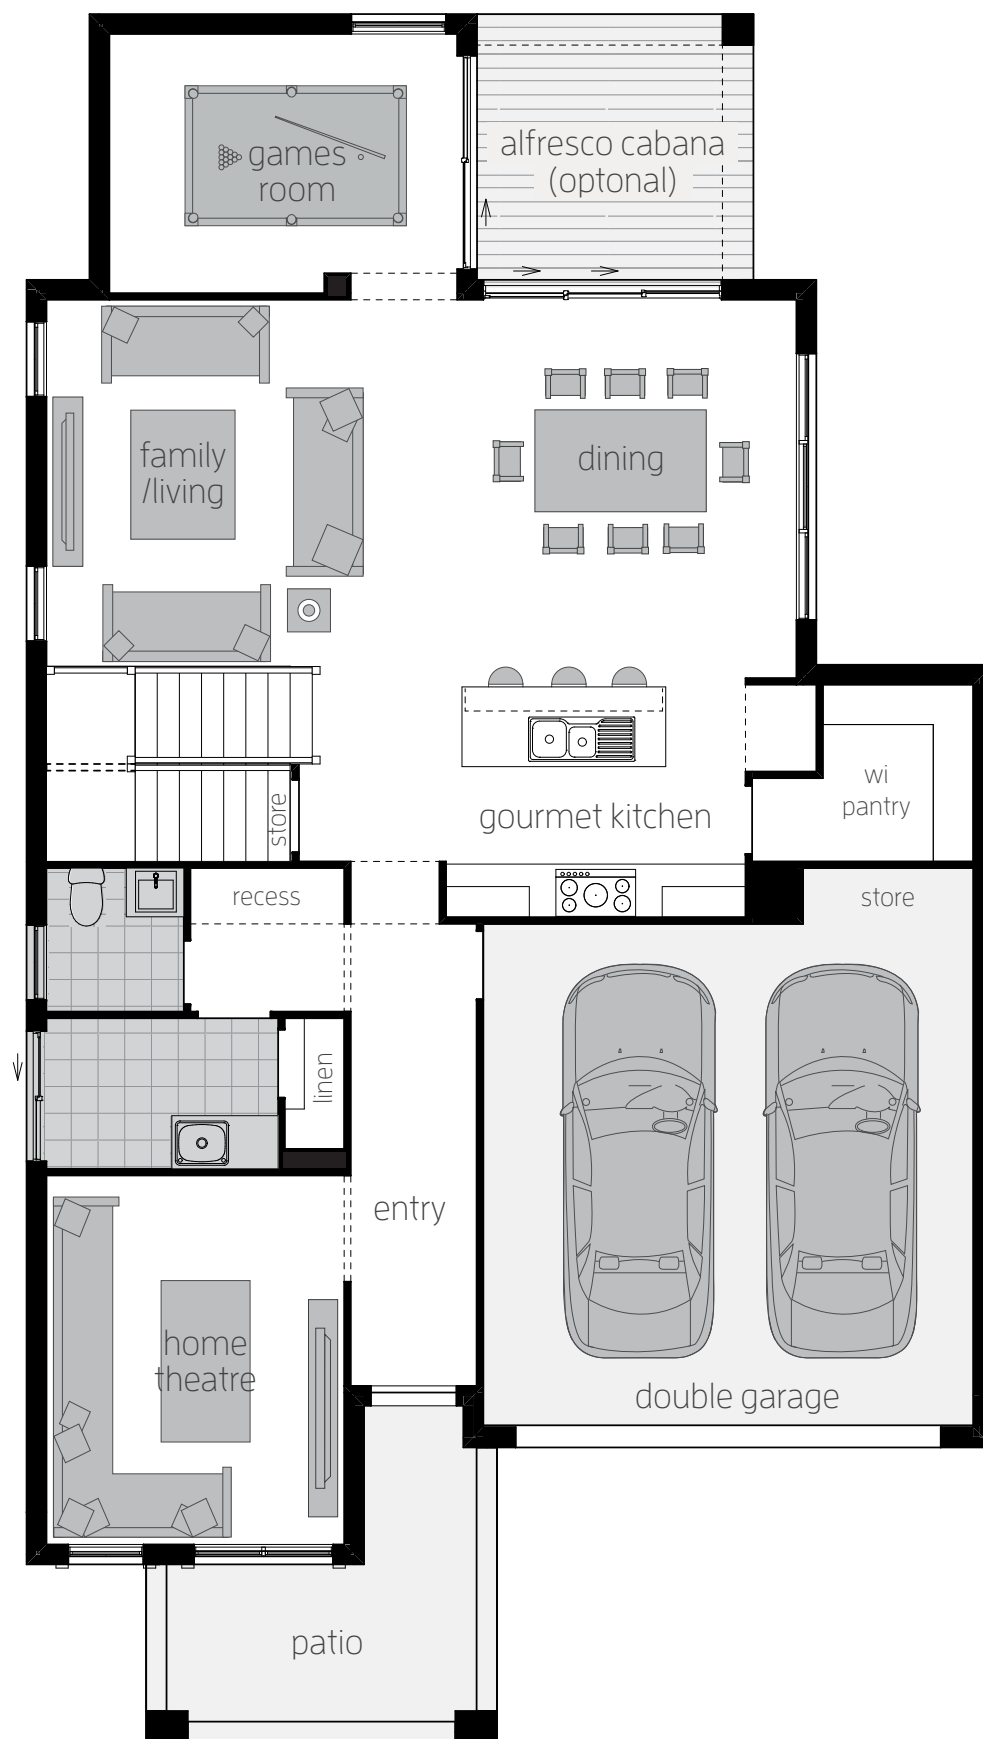 games
room
alfresco cabana
(optonal)
family
/living
dining
store
gourmet kitchen
wi
pantry
recess
store
linen
entry
home
theatre
double garage
patio